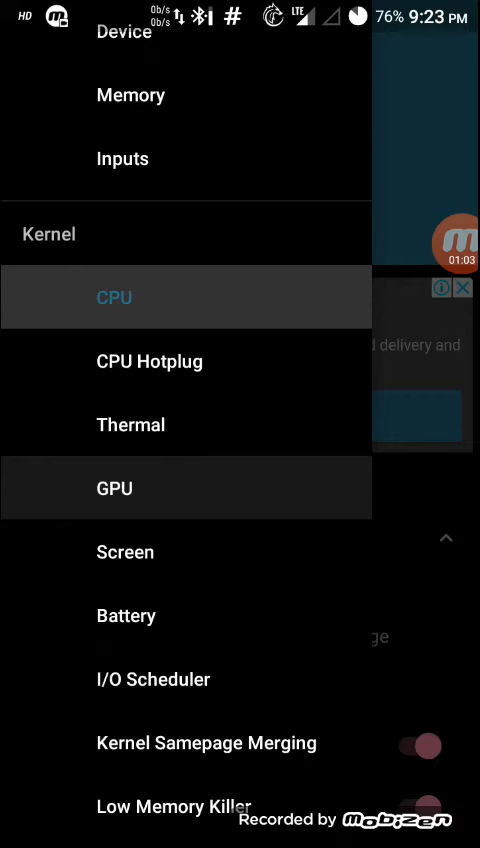 HD 0b/s 0b/s # LTE 76% 9:23 PM
Device
Memory
Inputs
Kernel
01:03
CPU
d delivery and
CPU Hotplug
Thermal
GPU
Screen
Battery
ge
I/O Scheduler
Kernel Samepage Merging
Low Memory Killer
Recorded by mobizen